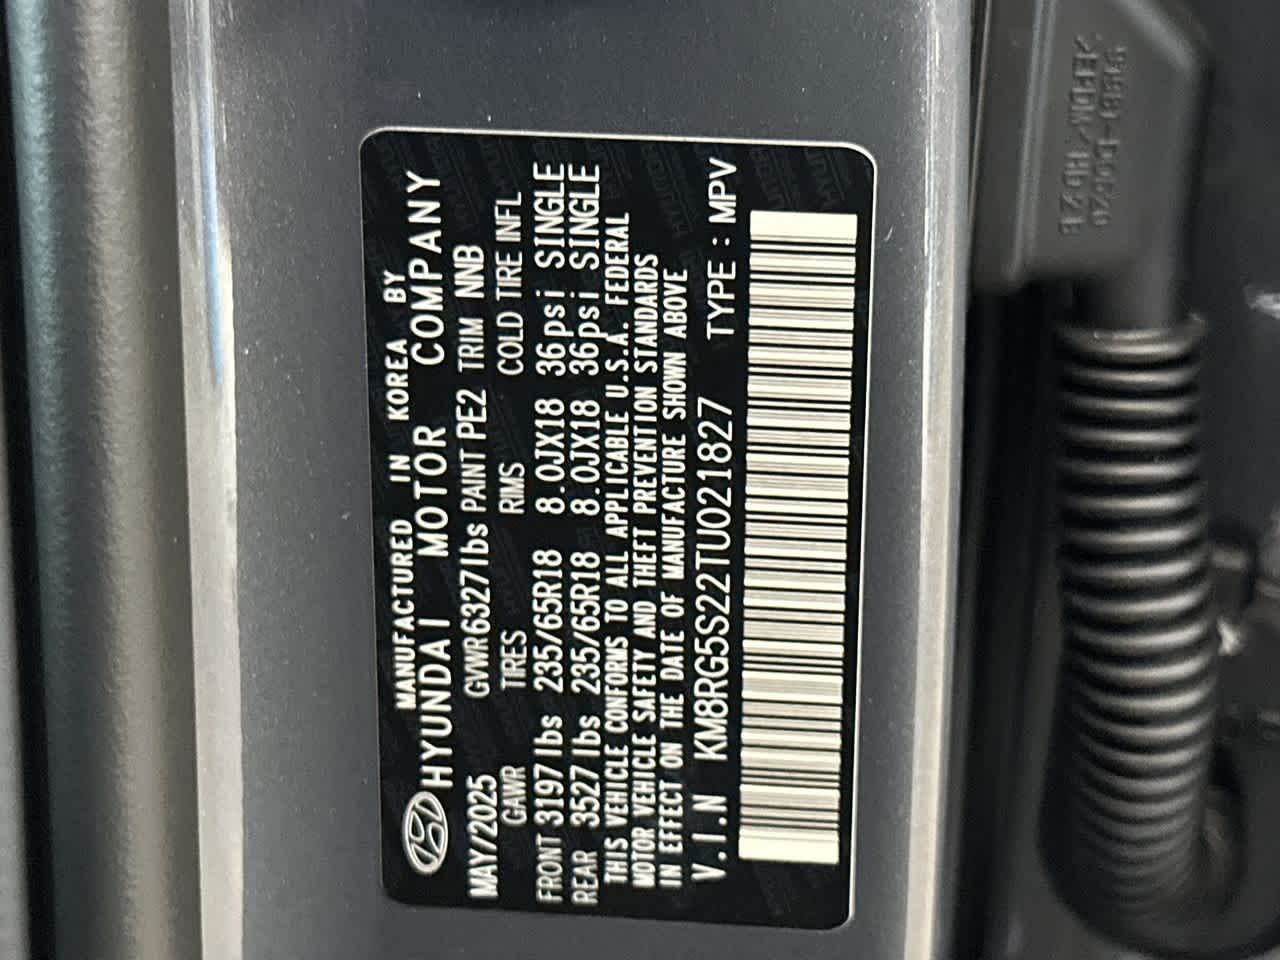 MANUFACTURED IN KOREA BY
HYUNDAI MOTOR COMPANY
MAY/2025 GVWR6327lbs PAINT PE2 TRIM NNB
GAWR TIRES RIMS COLD TIRE INFL
FRONT 3197lbs 235/65R18 8.0JX18 36psi SINGLE
REAR 3527lbs 235/65R18 8.0JX18 36psi: SINGLE
THIS VEHICLE CONFORMS TO ALL APPLICABLE U.S.A. FEDERAL
MOTOR VEHICLE SAFETY AND THEFT PREVENTION STANDARDS
IN EFFECT ON THE DATE OF MANUFACTURE SHOWN ABOVE
V.I.N KM8RG5S22TU021827 TYPE : MPV
>EPDM/HD2B